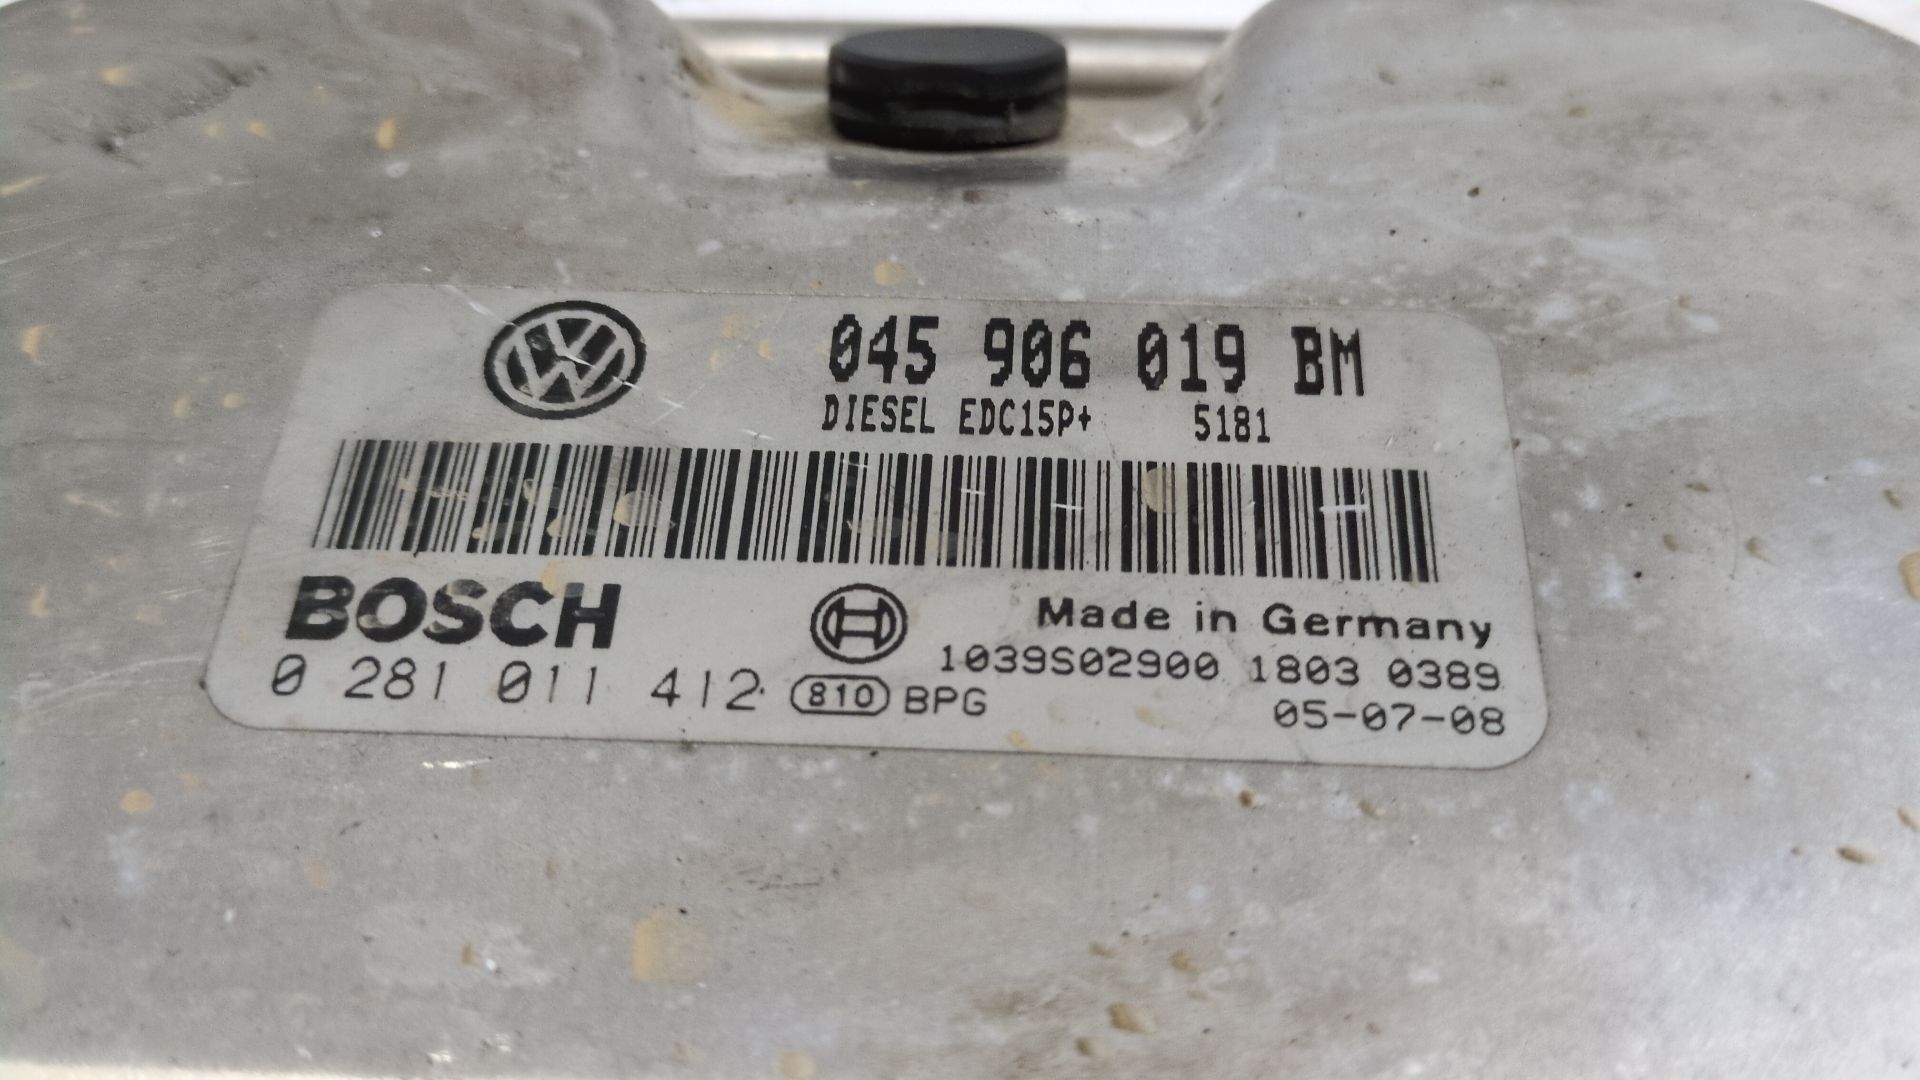 045 906 019 BM
DIESEL EDC15P+ 5181
BOSCH
Made in Germany
1039S02900 1803 0389
0 281 011 412 810 BPG
05-07-08